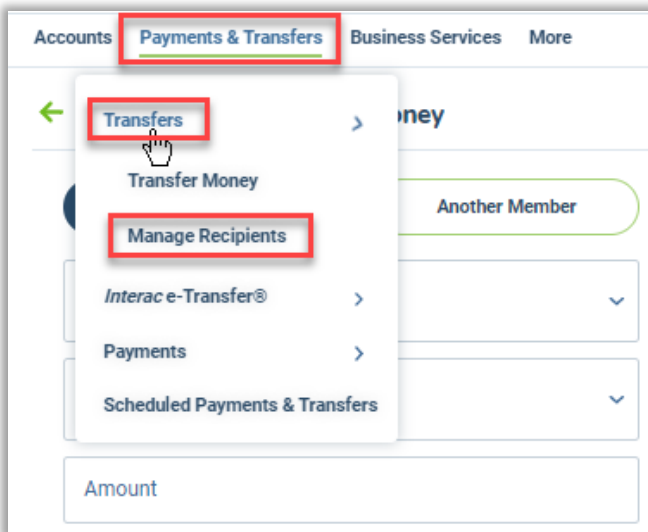 Accounts Payments & Transfers Business Services More
Transfers
Transfer Money
Another Member
Manage Recipients
Interac e-Transfer®
Payments
Scheduled Payments & Transfers
Amount